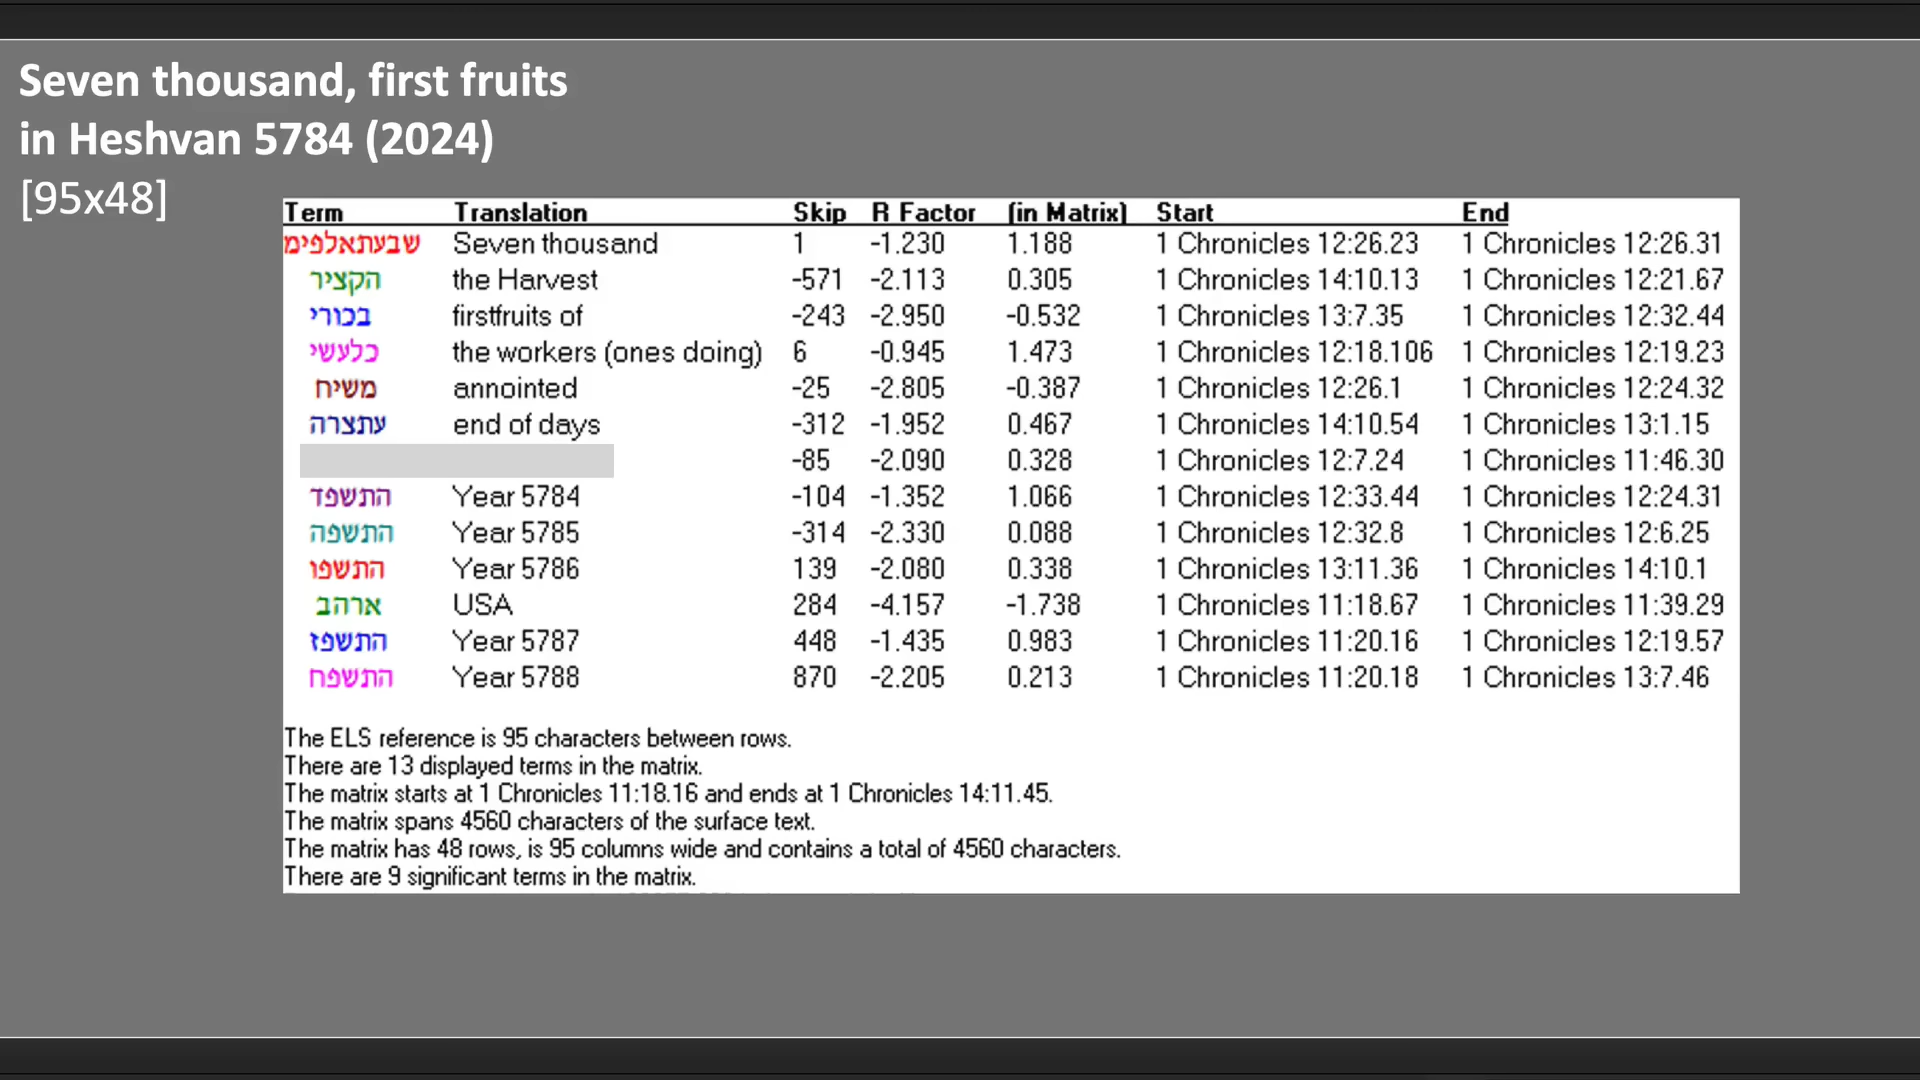 Seven thousand, first fruits
in Heshvan 5784 (2024)
[95x48]
Term Translation Skip R Factor (in Matrix) Start End
שבעתאלפימ Seven thousand 1 -1.230 1.188 1 Chronicles 12:26.23 1 Chronicles 12:26.31
הקציר the Harvest -571 -2.113 0.305 1 Chronicles 14:10.13 1 Chronicles 12:21.67
בכורי firstfruits of -243 -2.950 -0.532 1 Chronicles 13:7.35 1 Chronicles 12:32.44
כלעשי the workers (ones doing) 6 -0.945 1.473 1 Chronicles 12:18.106 1 Chronicles 12:19.23
משיח annointed -25 -2.805 -0.387 1 Chronicles 12:26.1 1 Chronicles 12:24.32
עתצרה end of days -312 -1.952 0.467 1 Chronicles 14:10.54 1 Chronicles 13:1.15
-85 -2.090 0.328 1 Chronicles 12:7.24 1 Chronicles 11:46.30
התשפד Year 5784 -104 -1.352 1.066 1 Chronicles 12:33.44 1 Chronicles 12:24.31
התשפה Year 5785 -314 -2.330 0.088 1 Chronicles 12:32.8 1 Chronicles 12:6.25
התשפו Year 5786 139 -2.080 0.338 1 Chronicles 13:11.36 1 Chronicles 14:10.1
ארהב USA 284 -4.157 -1.738 1 Chronicles 11:18.67 1 Chronicles 11:39.29
התשפז Year 5787 448 -1.435 0.983 1 Chronicles 11:20.16 1 Chronicles 12:19.57
התשפח Year 5788 870 -2.205 0.213 1 Chronicles 11:20.18 1 Chronicles 13:7.46
The ELS reference is 95 characters between rows.
There are 13 displayed terms in the matrix.
The matrix starts at 1 Chronicles 11:18.16 and ends at 1 Chronicles 14:11.45.
The matrix spans 4560 characters of the surface text.
The matrix has 48 rows, is 95 columns wide and contains a total of 4560 characters.
There are 9 significant terms in the matrix.